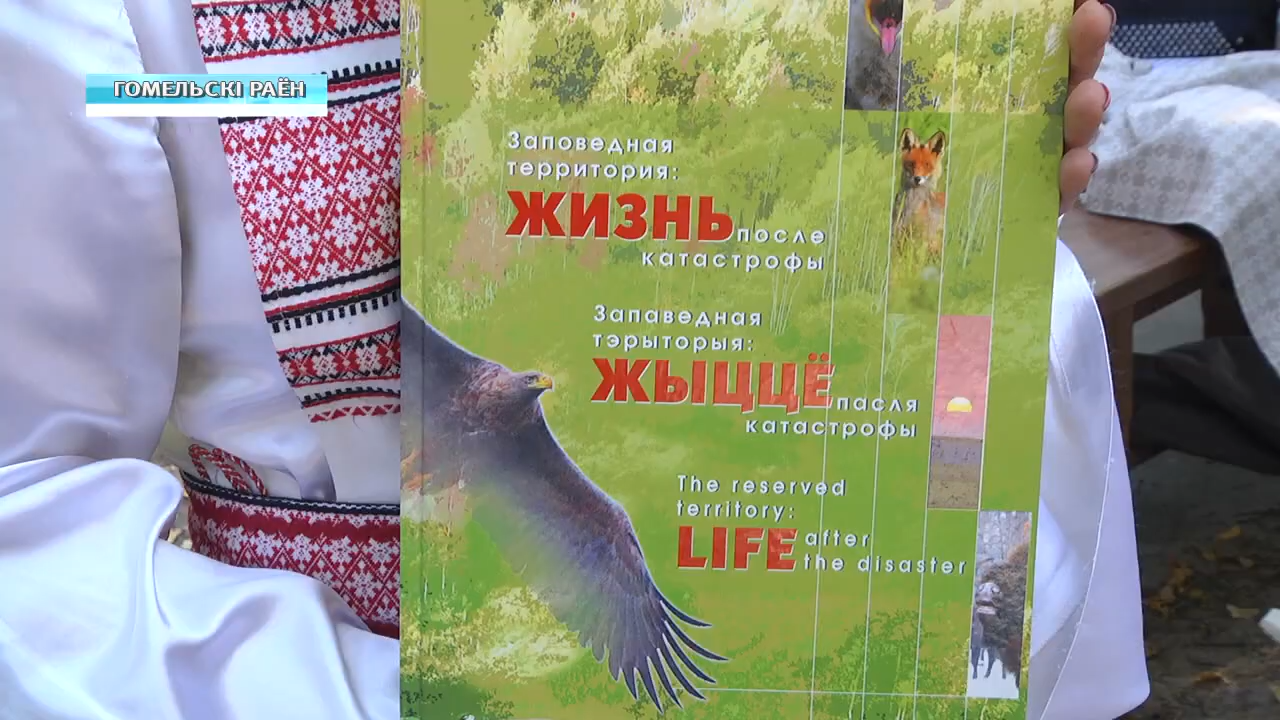 ГОМЕЛЬСКІ РАЁН
Заповедная
территория:
ЖИЗНЬ после
катастрофы
Запаведная
тэрыторыя:
ЖЫЦЦЁ пасля
катастрофы
The reserved
territory:
LIFE after
the disaster